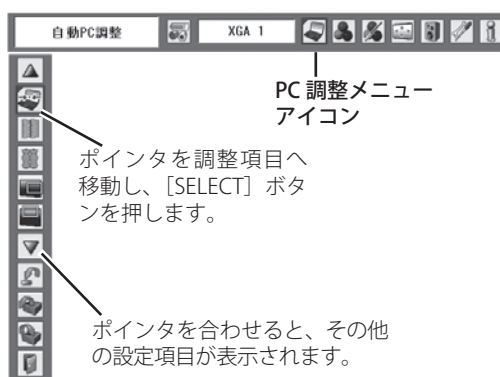 自動PC調整
XGA 1
PC 調整メニュー
アイコン
ポインタを調整項目へ
移動し、［SELECT］ボタ
ンを押します。
ポインタを合わせると、その他
の設定項目が表示されます。